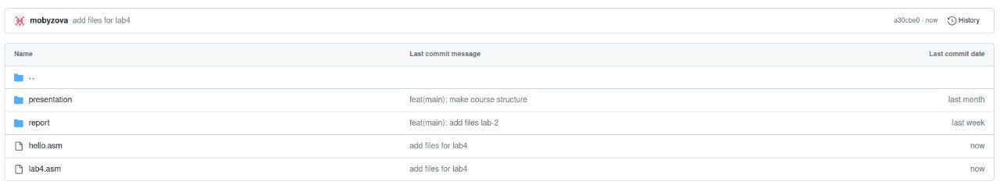 mobyzova add files for lab4 a30cbe0 · now History
Name Last commit message Last commit date
..
presentation feat(main): make course structure last month
report feat(main): add files lab-2 last week
hello.asm add files for lab4 now
lab4.asm add files for lab4 now